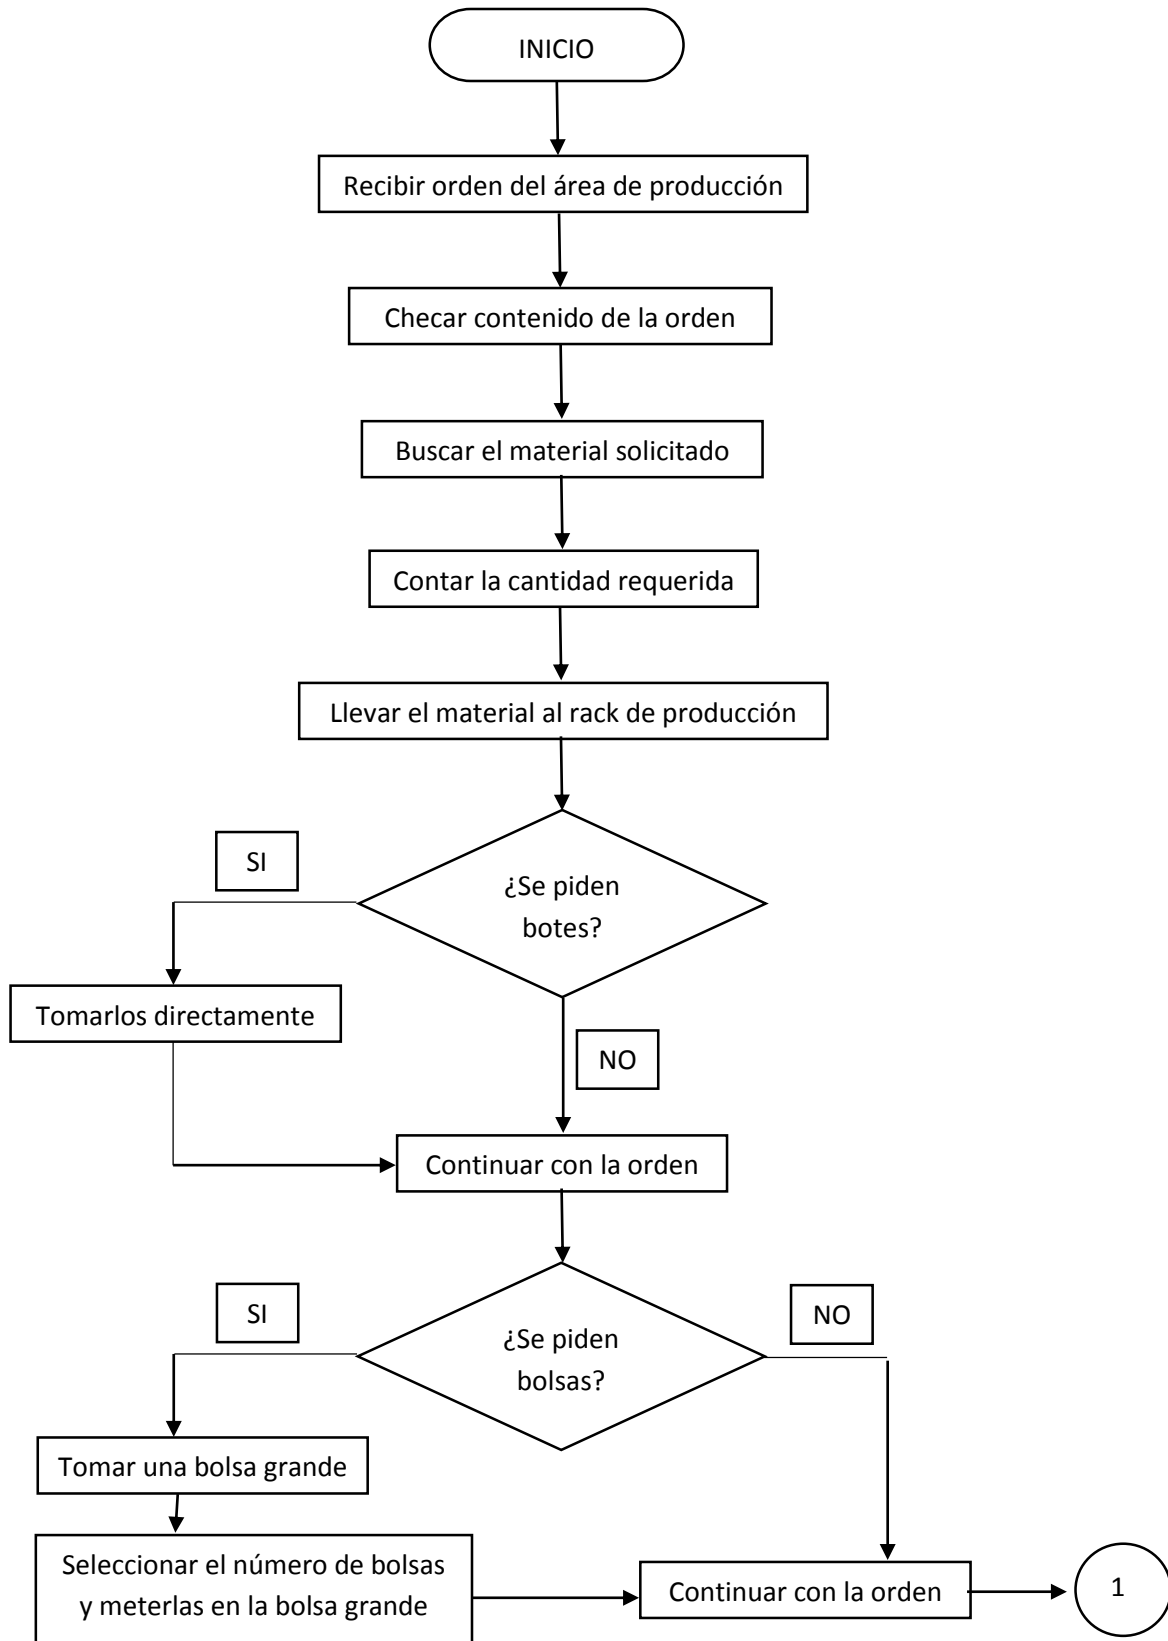 INICIO
Recibir orden del área de producción
Checar contenido de la orden
Buscar el material solicitado
Contar la cantidad requerida
Llevar el material al rack de producción
SI
¿Se piden
botes?
Tomarlos directamente
NO
Continuar con la orden
SI
NO
¿Se piden
bolsas?
Tomar una bolsa grande
Seleccionar el número de bolsas
y meterlas en la bolsa grande
Continuar con la orden
1